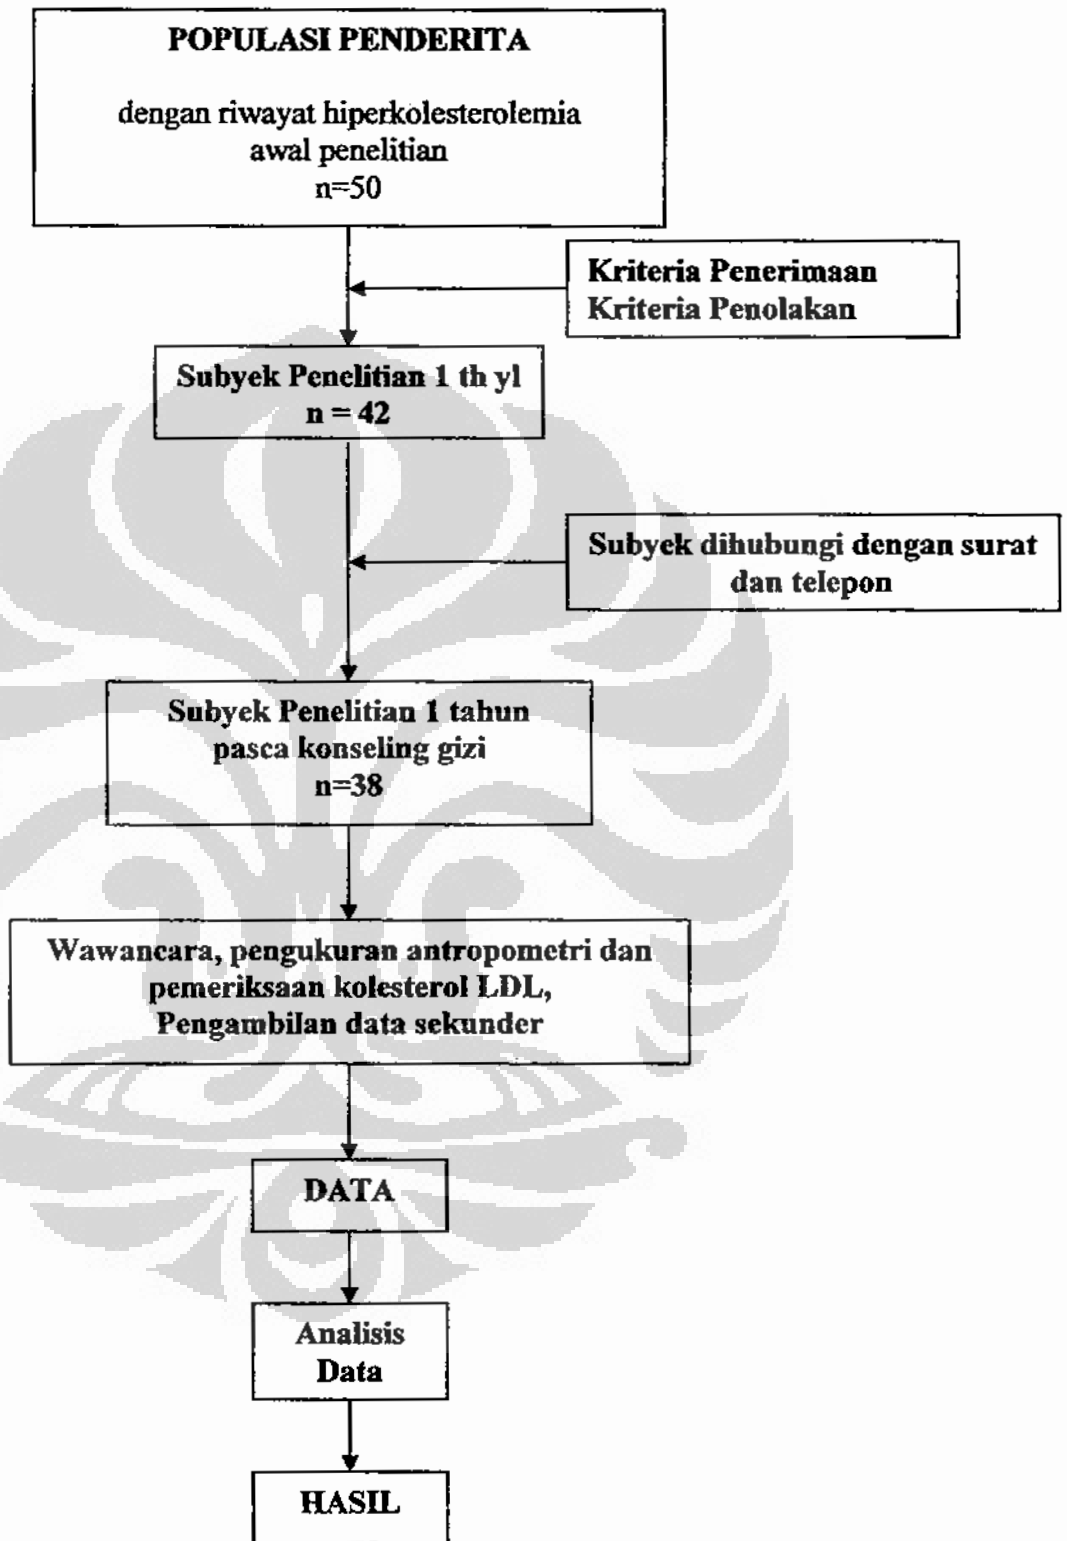 POPULASI PENDERITA
dengan riwayat hiperkolesterolemia
awal penelitian
n=50
Kriteria Penerimaan
Kriteria Penolakan
Subyek Penelitian 1 th yl
n = 42
Subyek dihubungi dengan surat
dan telepon
Subyek Penelitian 1 tahun
pasca konseling gizi
n=38
Wawancara, pengukuran antropometri dan
pemeriksaan kolesterol LDL,
Pengambilan data sekunder
DATA
Analisis
Data
HASIL